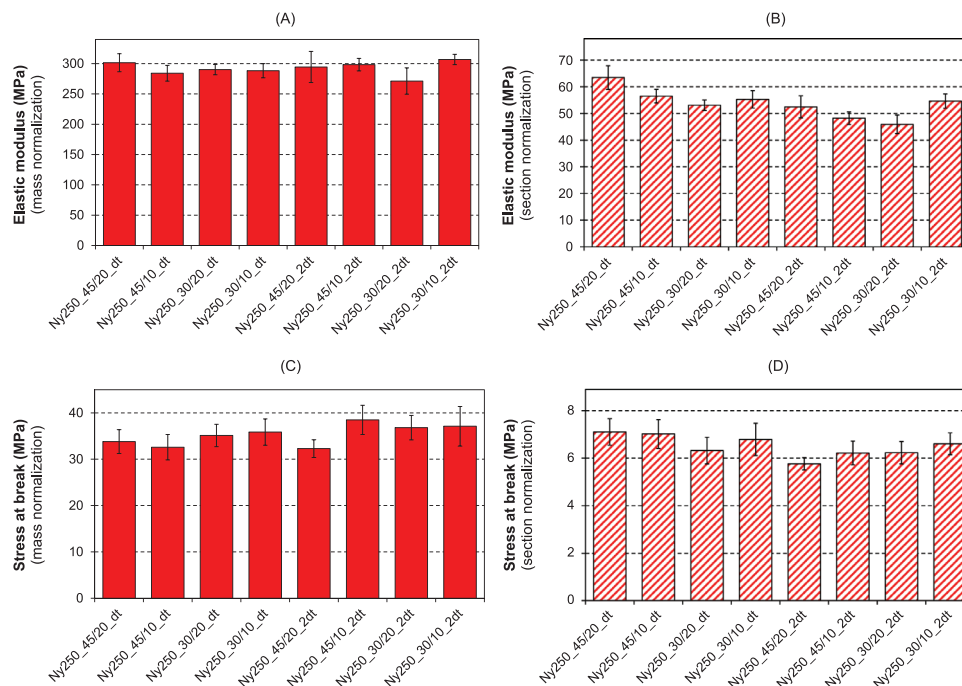 (A)
Elastic modulus (MPa)
(mass normalization)
300
250
200
150
100
50
0
Ny250_45/20_dt
Ny250_45/10_dt
Ny250_30/20_dt
Ny250_30/10_dt
Ny250_45/20_2dt
Ny250_45/10_2dt
Ny250_30/20_2dt
Ny250_30/10_2dt
(B)
Elastic modulus (MPa)
(section normalization)
70
60
50
40
30
20
10
0
Ny250_45/20_dt
Ny250_45/10_dt
Ny250_30/20_dt
Ny250_30/10_dt
Ny250_45/20_2dt
Ny250_45/10_2dt
Ny250_30/20_2dt
Ny250_30/10_2dt
(C)
Stress at break (MPa)
(mass normalization)
40
30
20
10
0
Ny250_45/20_dt
Ny250_45/10_dt
Ny250_30/20_dt
Ny250_30/10_dt
Ny250_45/20_2dt
Ny250_45/10_2dt
Ny250_30/20_2dt
Ny250_30/10_2dt
(D)
Stress at break (MPa)
(section normalization)
8
6
4
2
0
Ny250_45/20_dt
Ny250_45/10_dt
Ny250_30/20_dt
Ny250_30/10_dt
Ny250_45/20_2dt
Ny250_45/10_2dt
Ny250_30/20_2dt
Ny250_30/10_2dt